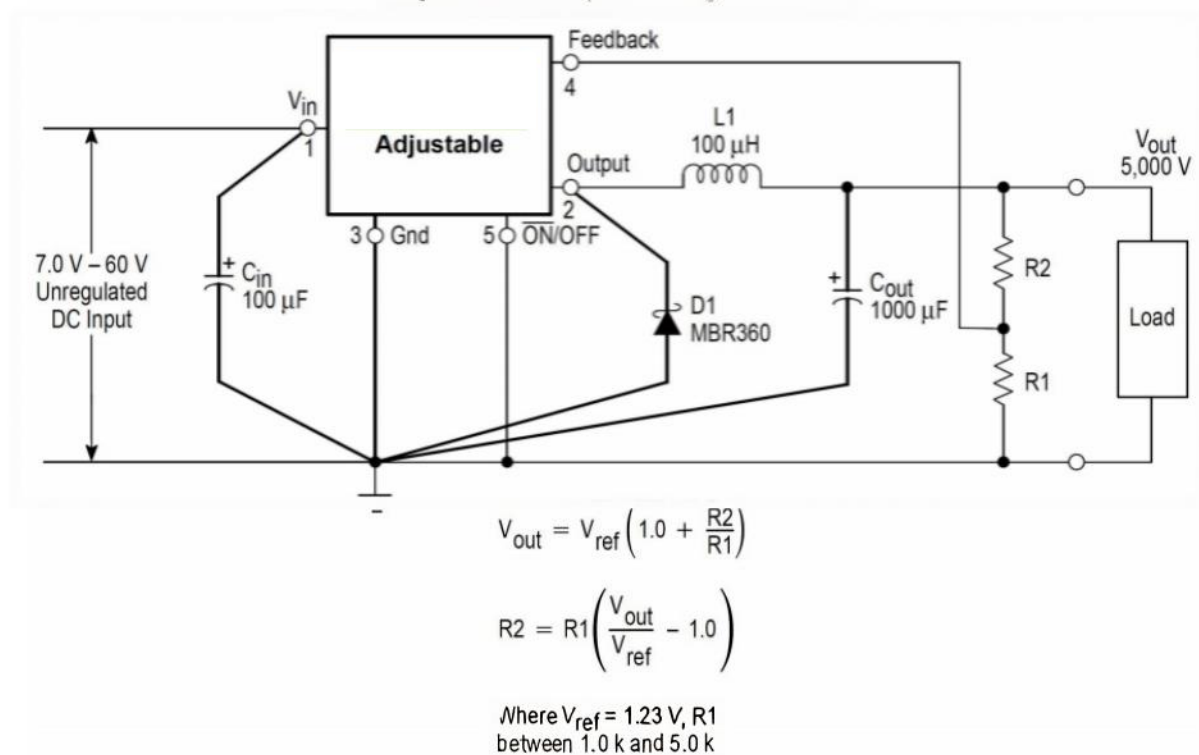 Feedback
4
Vin
1
Adjustable
L1
100 µH
Output
2
Vout
5,000 V
3 Gnd
5 ON/OFF
7.0 V – 60 V
Unregulated
DC Input
+ Cin
100 µF
D1
MBR360
+ Cout
1000 µF
R2
R1
Load
Vout = Vref (1.0 + R2/R1)
R2 = R1 (Vout/Vref – 1.0)
Where Vref = 1.23 V, R1
between 1.0 k and 5.0 k